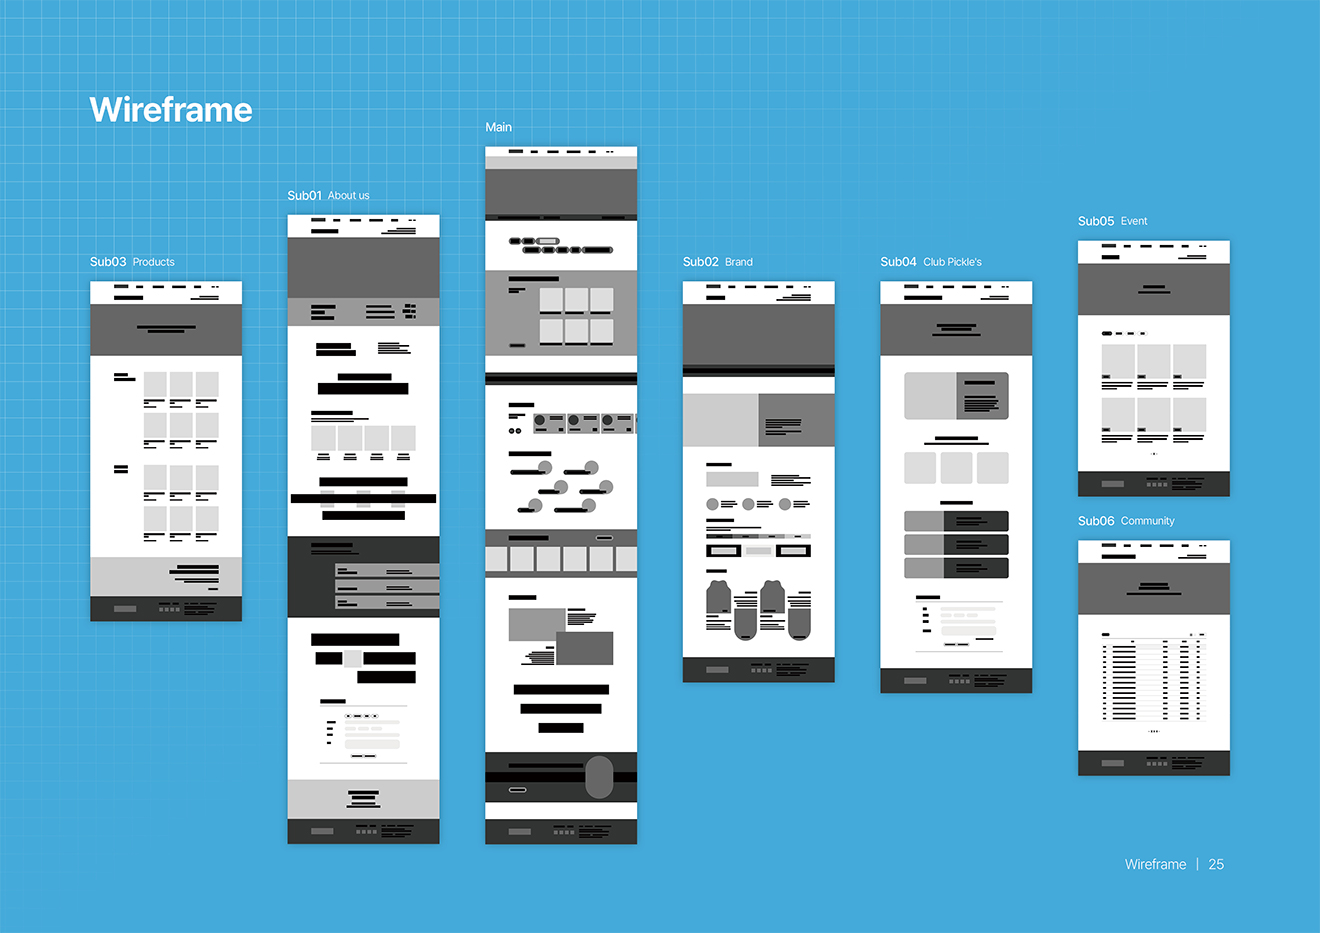 Wireframe
Main
Sub01 About us
Sub05 Event
Sub03 Products
Sub02 Brand
Sub04 Club Pickle's
Sub06 Community
Wireframe | 25